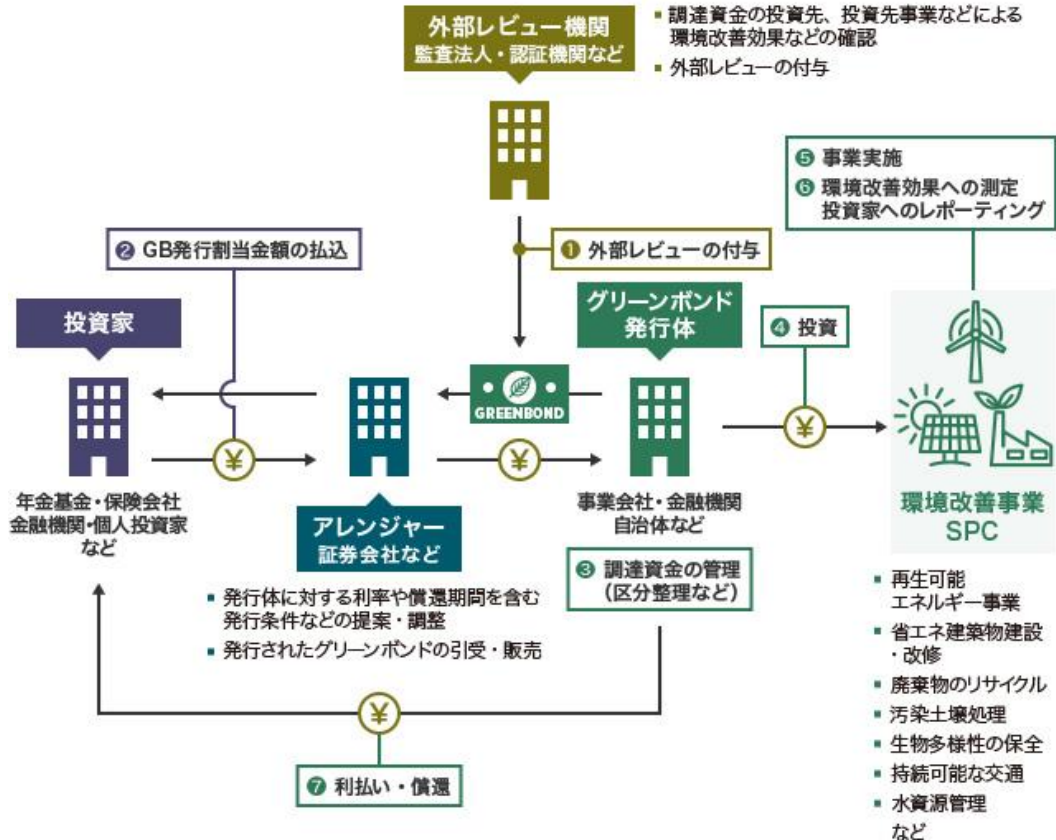 外部レビュー機関
監査法人・認証機関など
▪ 調達資金の投資先、投資先事業などによる
環境改善効果などの確認
▪ 外部レビューの付与
❺ 事業実施
❻ 環境改善効果への測定
投資家へのレポーティング
❷ GB発行割当金額の払込
❶ 外部レビューの付与
投資家
グリーンボンド
発行体
❹ 投資
GREENBOND
¥
¥
¥
年金基金・保険会社
金融機関・個人投資家
など
アレンジャー
証券会社など
事業会社・金融機関
自治体など
環境改善事業
SPC
❸ 調達資金の管理
（区分整理など）
▪ 発行体に対する利率や償還期間を含む
発行条件などの提案・調整
▪ 発行されたグリーンボンドの引受・販売
▪ 再生可能
エネルギー事業
▪ 省エネ建築物建設
・改修
▪ 廃棄物のリサイクル
▪ 汚染土壌処理
▪ 生物多様性の保全
▪ 持続可能な交通
▪ 水資源管理
など
¥
❼ 利払い・償還